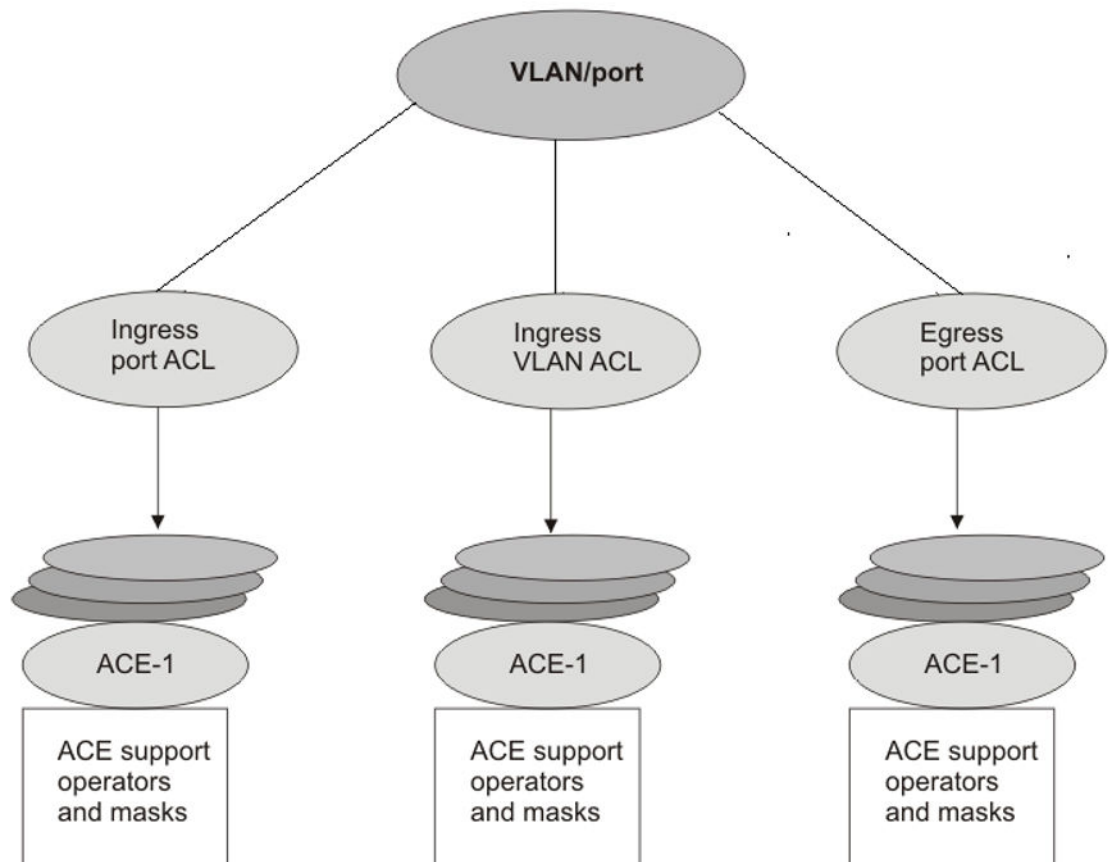 VLAN/port
Ingress
port ACL
Ingress
VLAN ACL
Egress
port ACL
ACE-1
ACE-1
ACE-1
ACE support
operators
and masks
ACE support
operators
and masks
ACE support
operators
and masks